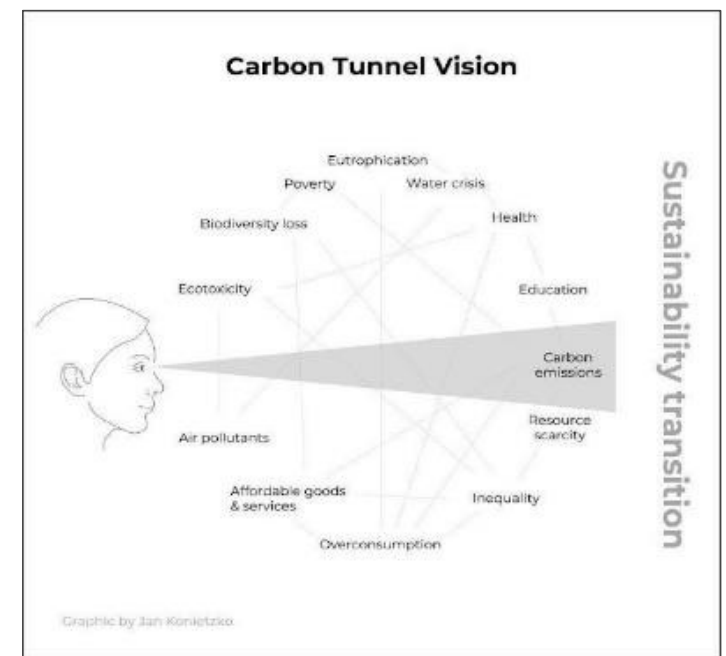 Carbon Tunnel Vision
Eutrophication
Poverty
Water crisis
Biodiversity loss
Health
Ecotoxicity
Education
Carbon
emissions
Resource
scarcity
Air pollutants
Affordable goods
& services
Inequality
Overconsumption
Sustainability transition
Graphic by Jan Konietzko